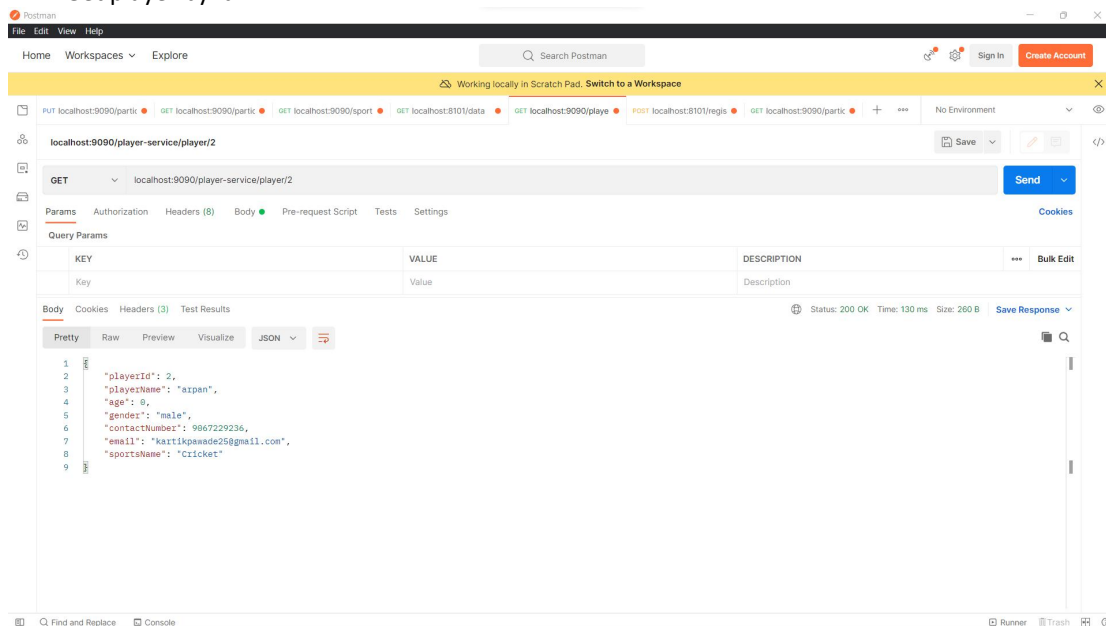 Postman
File Edit View Help
Home Workspaces Explore Search Postman Sign In Create Account
Working locally in Scratch Pad. Switch to a Workspace
PUT localhost:9090/partic GET localhost:9090/partic GET localhost:9090/sport GET localhost:8101/data GET localhost:9090/playe POST localhost:8101/regis GET localhost:9090/partic + No Environment
localhost:9090/player-service/player/2 Save
GET localhost:9090/player-service/player/2 Send
Params Authorization Headers (8) Body Pre-request Script Tests Settings Cookies
Query Params
KEY VALUE DESCRIPTION Bulk Edit
Key Value Description
Body Cookies Headers (3) Test Results Status: 200 OK Time: 130 ms Size: 260 B Save Response
Pretty Raw Preview Visualize JSON
1 {
2 "playerId": 2,
3 "playerName": "arpan",
4 "age": 0,
5 "gender": "male",
6 "contactNumber": 9067229236,
7 "email": "kartikpawade25@gmail.com",
8 "sportsName": "Cricket"
9 }
Find and Replace Console Runner Trash